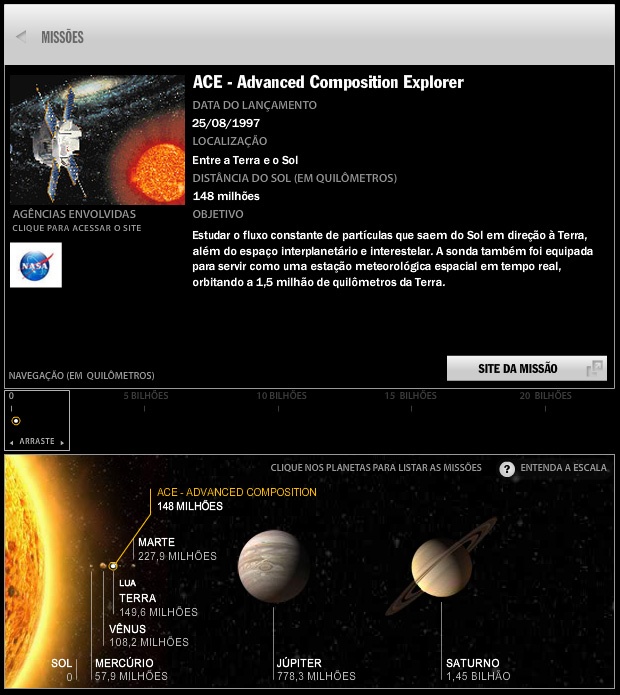 MISSÕES
ACE - Advanced Composition Explorer
DATA DO LANÇAMENTO
25/08/1997
LOCALIZAÇÃO
Entre a Terra e o Sol
DISTÂNCIA DO SOL (EM QUILÔMETROS)
148 milhões
OBJETIVO
Estudar o fluxo constante de partículas que saem do Sol em direção à Terra,
além do espaço interplanetário e interestelar. A sonda também foi equipada
para servir como uma estação meteorológica espacial em tempo real,
orbitando a 1,5 milhão de quilômetros da Terra.
AGÊNCIAS ENVOLVIDAS
CLIQUE PARA ACESSAR O SITE
NASA
SITE DA MISSÃO
NAVEGAÇÃO (EM QUILÔMETROS)
0 5 BILHÕES 10 BILHÕES 15 BILHÕES 20 BILHÕES
ARRASTE
CLIQUE NOS PLANETAS PARA LISTAR AS MISSÕES ? ENTENDA A ESCALA
ACE - ADVANCED COMPOSITION
148 MILHÕES
MARTE
227,9 MILHÕES
LUA
TERRA
149,6 MILHÕES
VÊNUS
108,2 MILHÕES
SOL
0
MERCÚRIO
57,9 MILHÕES
JÚPITER
778,3 MILHÕES
SATURNO
1,45 BILHÃO